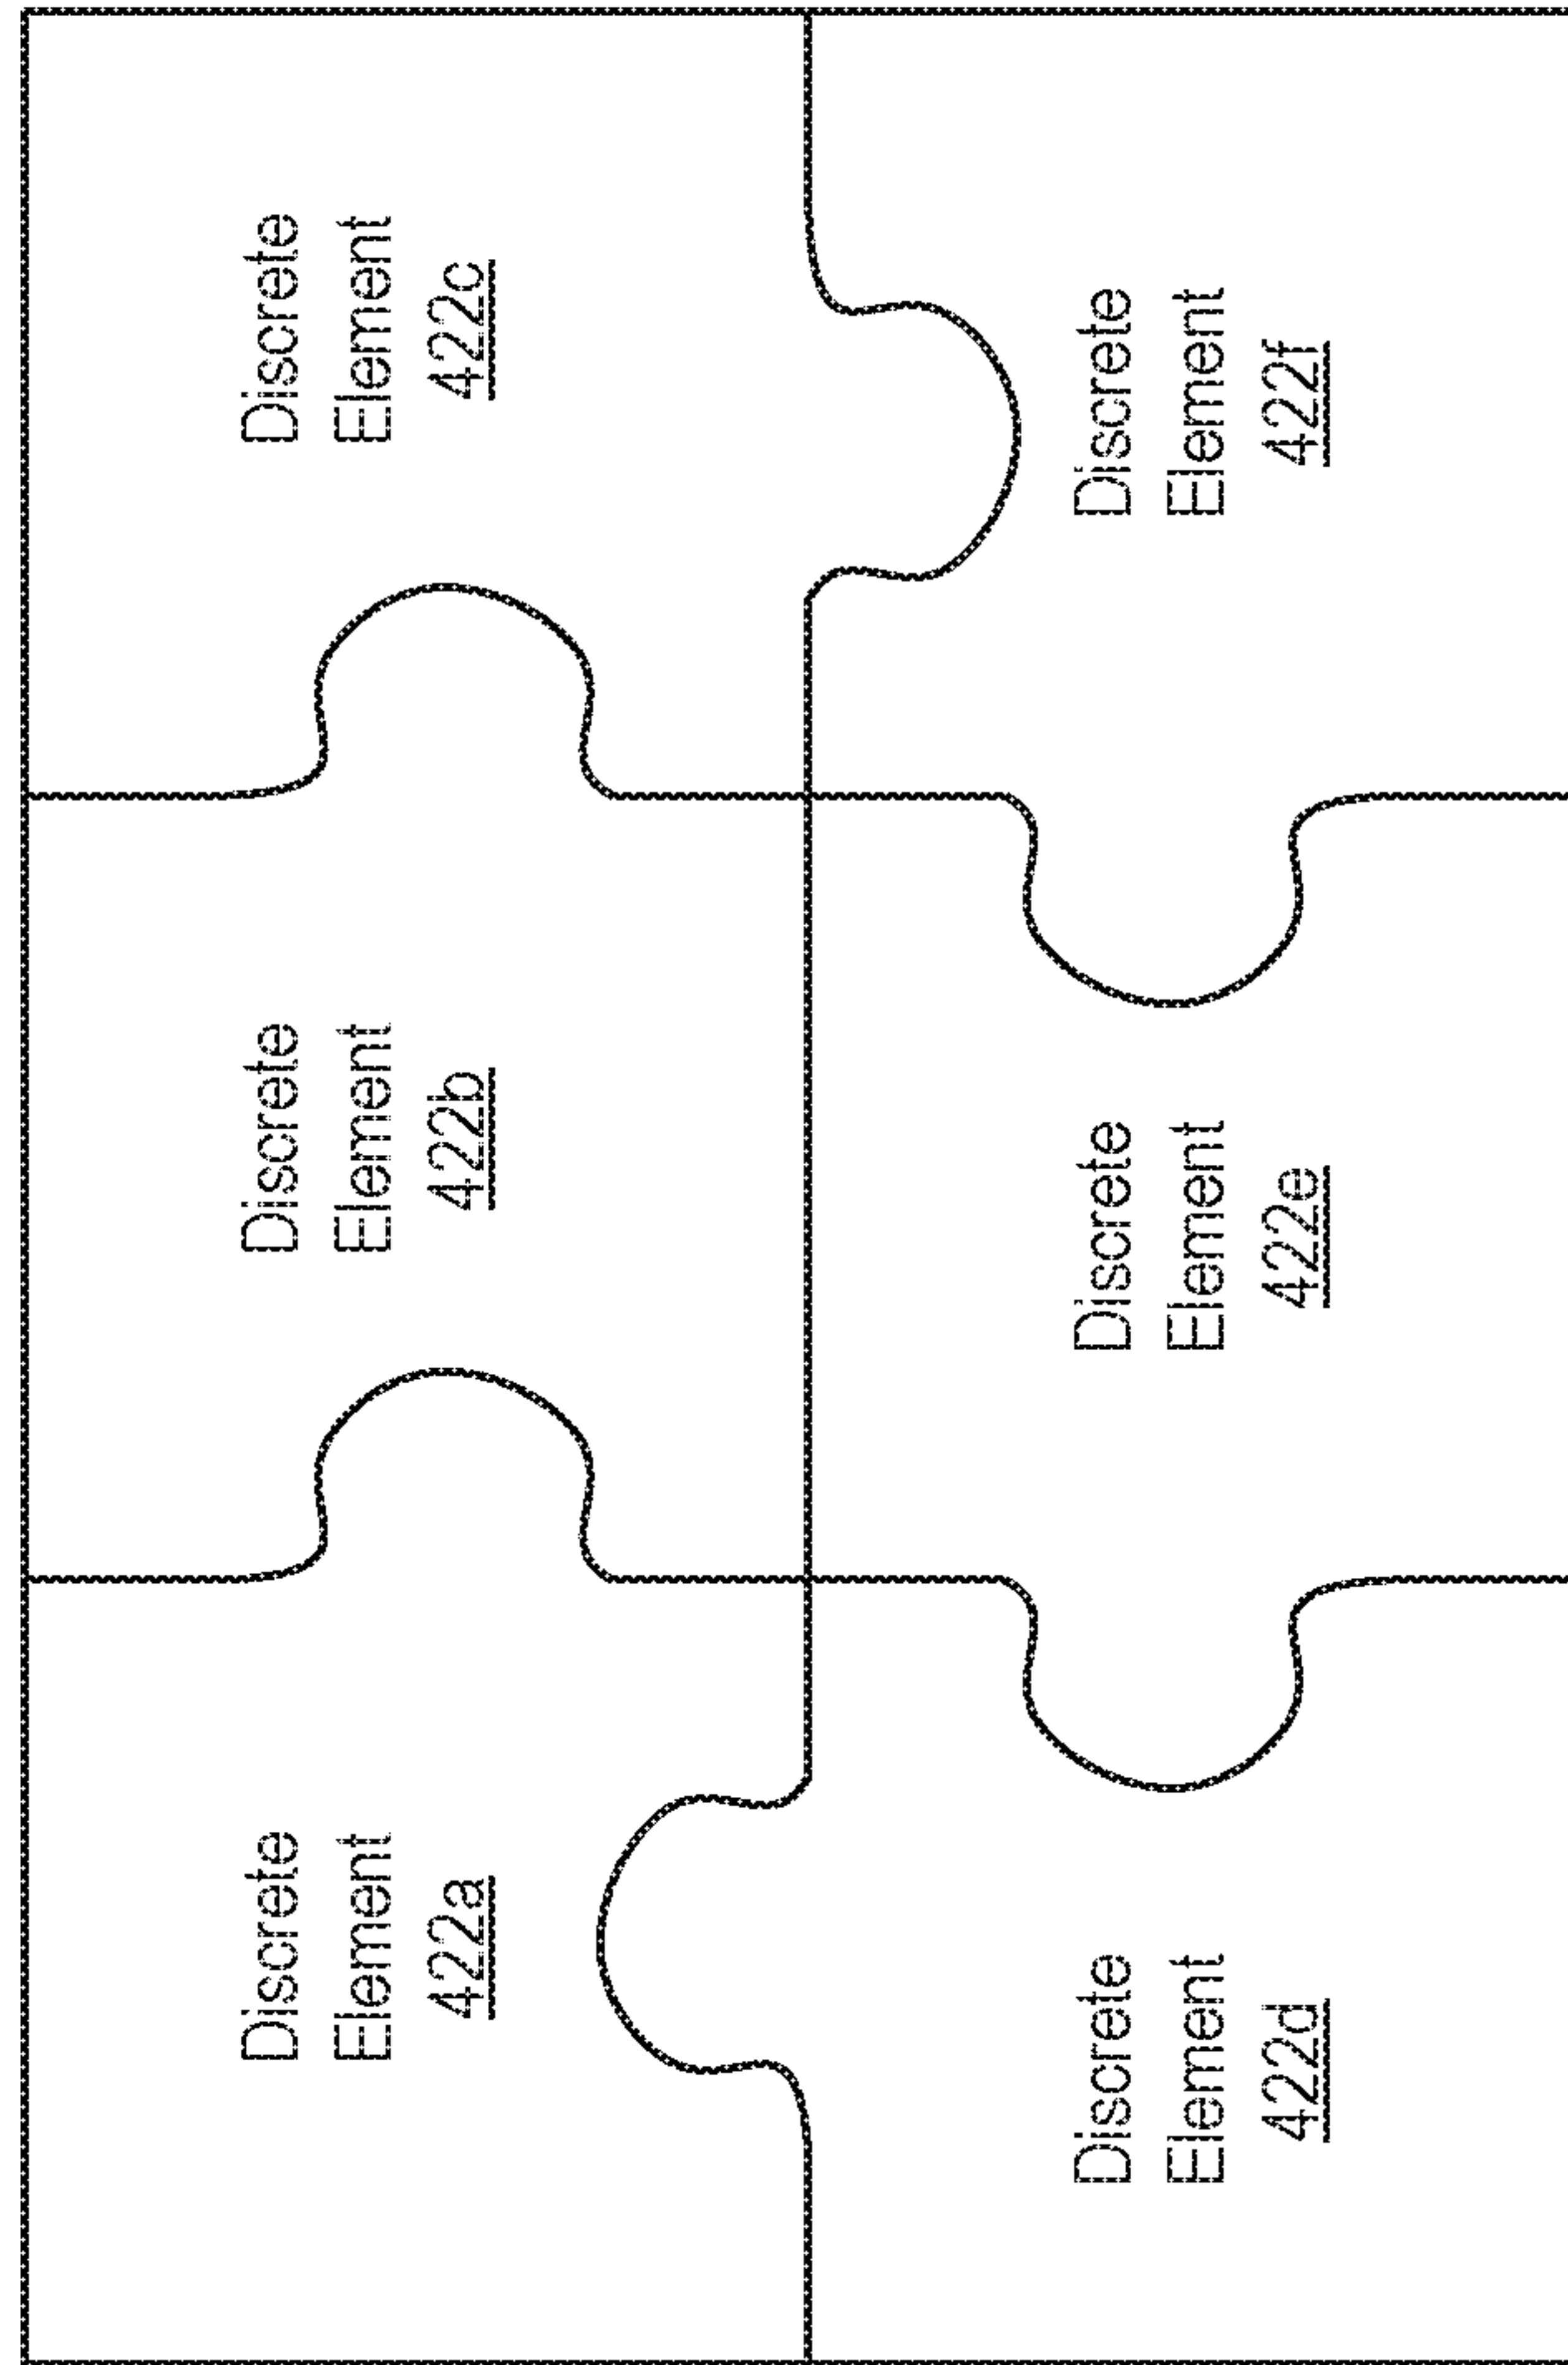 Discrete
Element
422a
Discrete
Element
422b
Discrete
Element
422c
Discrete
Element
422d
Discrete
Element
422e
Discrete
Element
422f